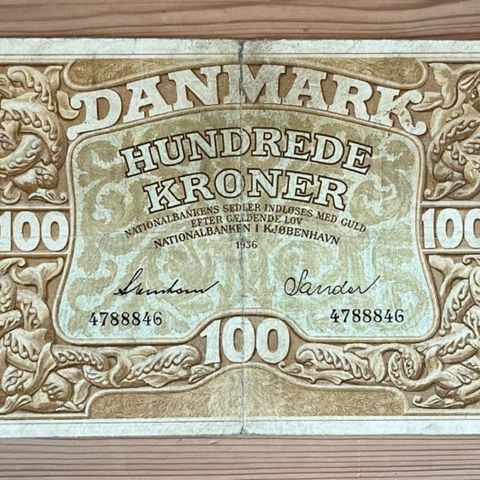 DANMARK
HUNDREDE
KRONER
NATIONALBANKENS SEDLER INDLØSES MED GULD
EFTER GÆLDENDE LOV
NATIONALBANKEN I KJØBENHAVN
1936
100
100
Sander
4788846
4788846
100